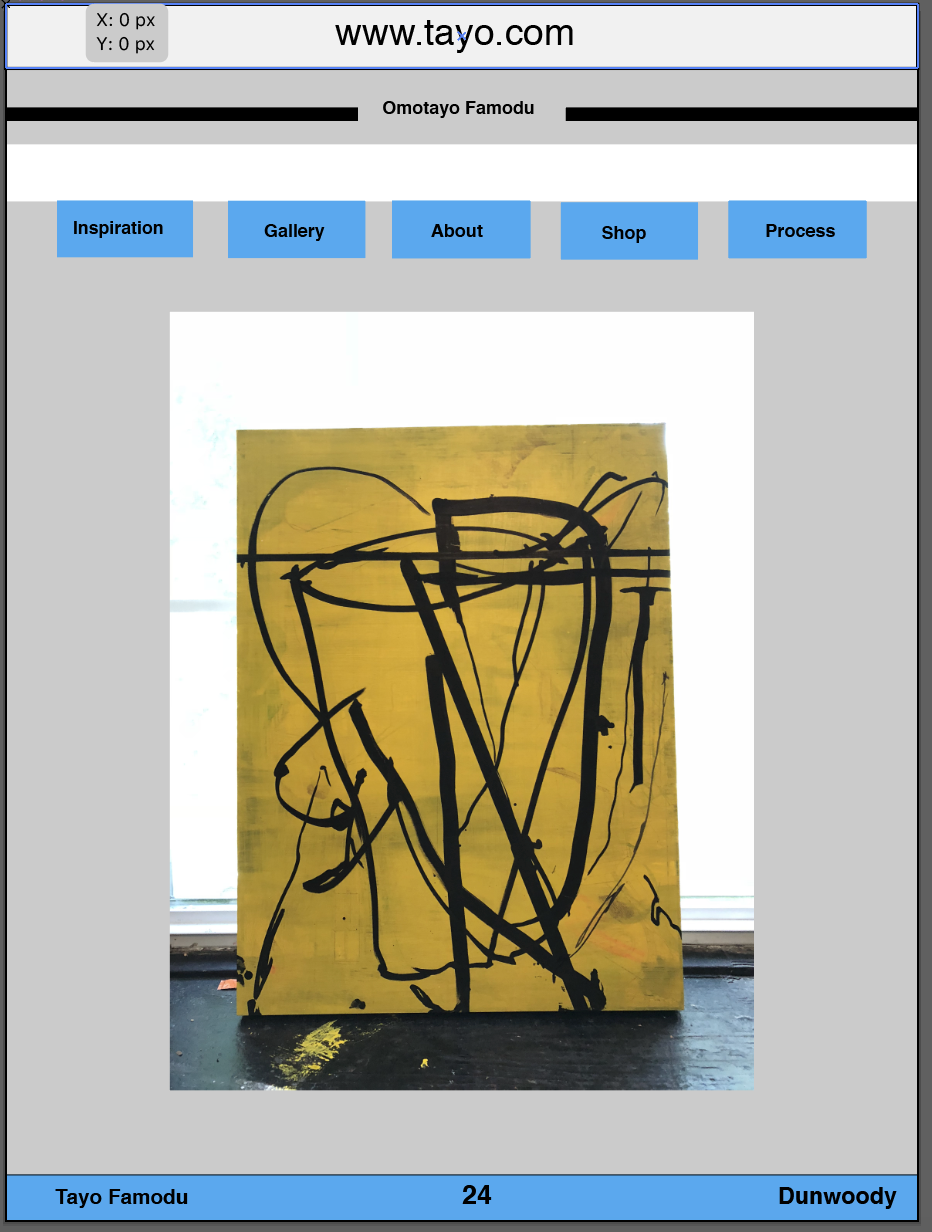 X: 0 px
Y: 0 px
www.tayo.com
Omotayo Famodu
Inspiration
Gallery
About
Shop
Process
Tayo Famodu
24
Dunwoody